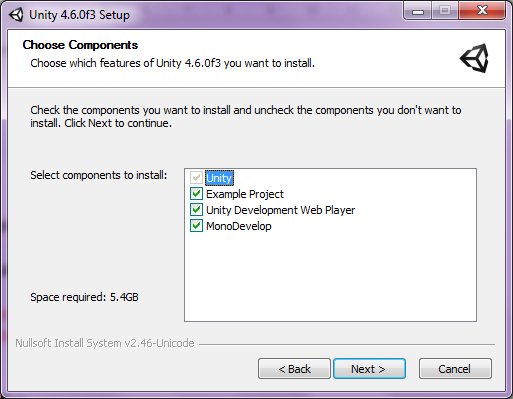 Unity 4.6.0f3 Setup
Choose Components
Choose which features of Unity 4.6.0f3 you want to install.
Check the components you want to install and uncheck the components you don't want to
install. Click Next to continue.
Select components to install:
Unity
Example Project
Unity Development Web Player
MonoDevelop
Space required: 5.4GB
Nullsoft Install System v2.46-Unicode
< Back
Next >
Cancel